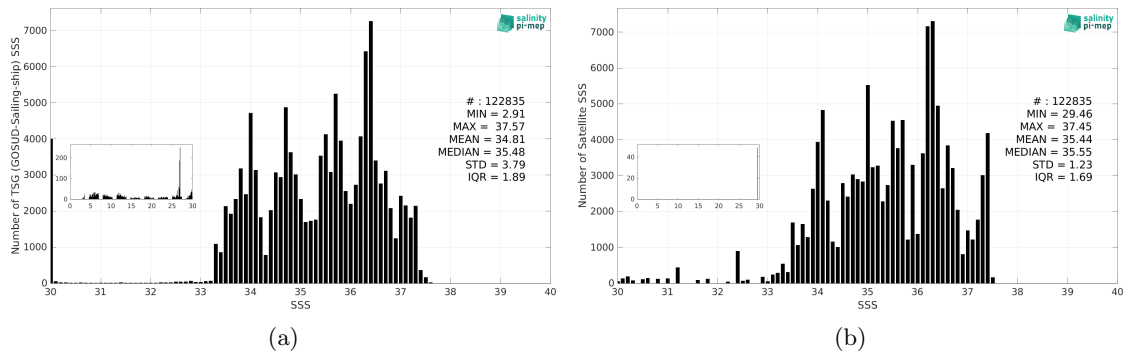 salinity
pi-mep
Number of TSG (GOSUD-Sailing-ship) SSS
7000
6000
5000
4000
3000
2000
1000
0
# : 122835
MIN = 2.91
MAX = 37.57
MEAN = 34.81
MEDIAN = 35.48
STD = 3.79
IQR = 1.89
200
100
0
0 5 10 15 20 25 30
30 31 32 33 34 35 36 37 38 39 40
SSS
(a)
salinity
pi-mep
Number of Satellite SSS
7000
6000
5000
4000
3000
2000
1000
0
# : 122835
MIN = 29.46
MAX = 37.45
MEAN = 35.44
MEDIAN = 35.55
STD = 1.23
IQR = 1.69
40
20
0
0 5 10 15 20 25 30
30 31 32 33 34 35 36 37 38 39 40
SSS
(b)